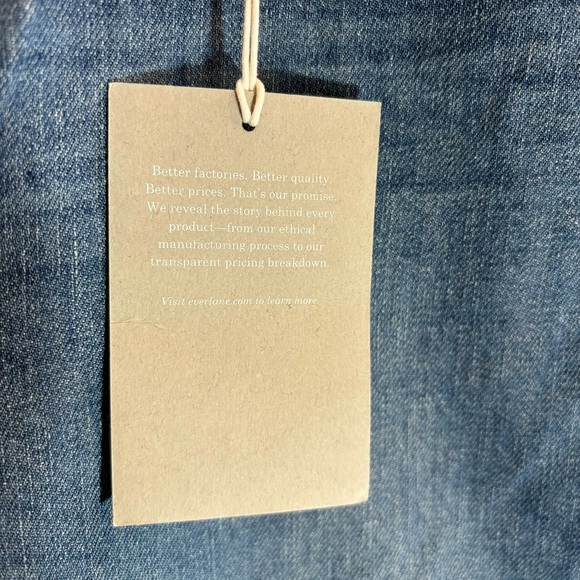 Better factories. Better quality.
Better prices. That's our promise.
We reveal the story behind every
product—from our ethical
manufacturing process to our
transparent pricing breakdown.
Visit everlane.com to learn more.